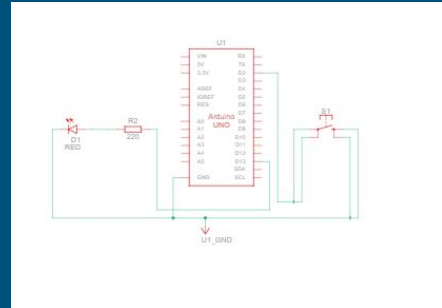 U1
VIN RX
5V TX
3.3V D2
D3
AREF D4
IOREF D5
RES D6
D7
A0 D8
A1 D9
A2 D10
A3 D11
A4 D12
A5 D13
SDA
GND SCL
Arduino
UNO
S1
R2
220
D1
RED
U1_GND